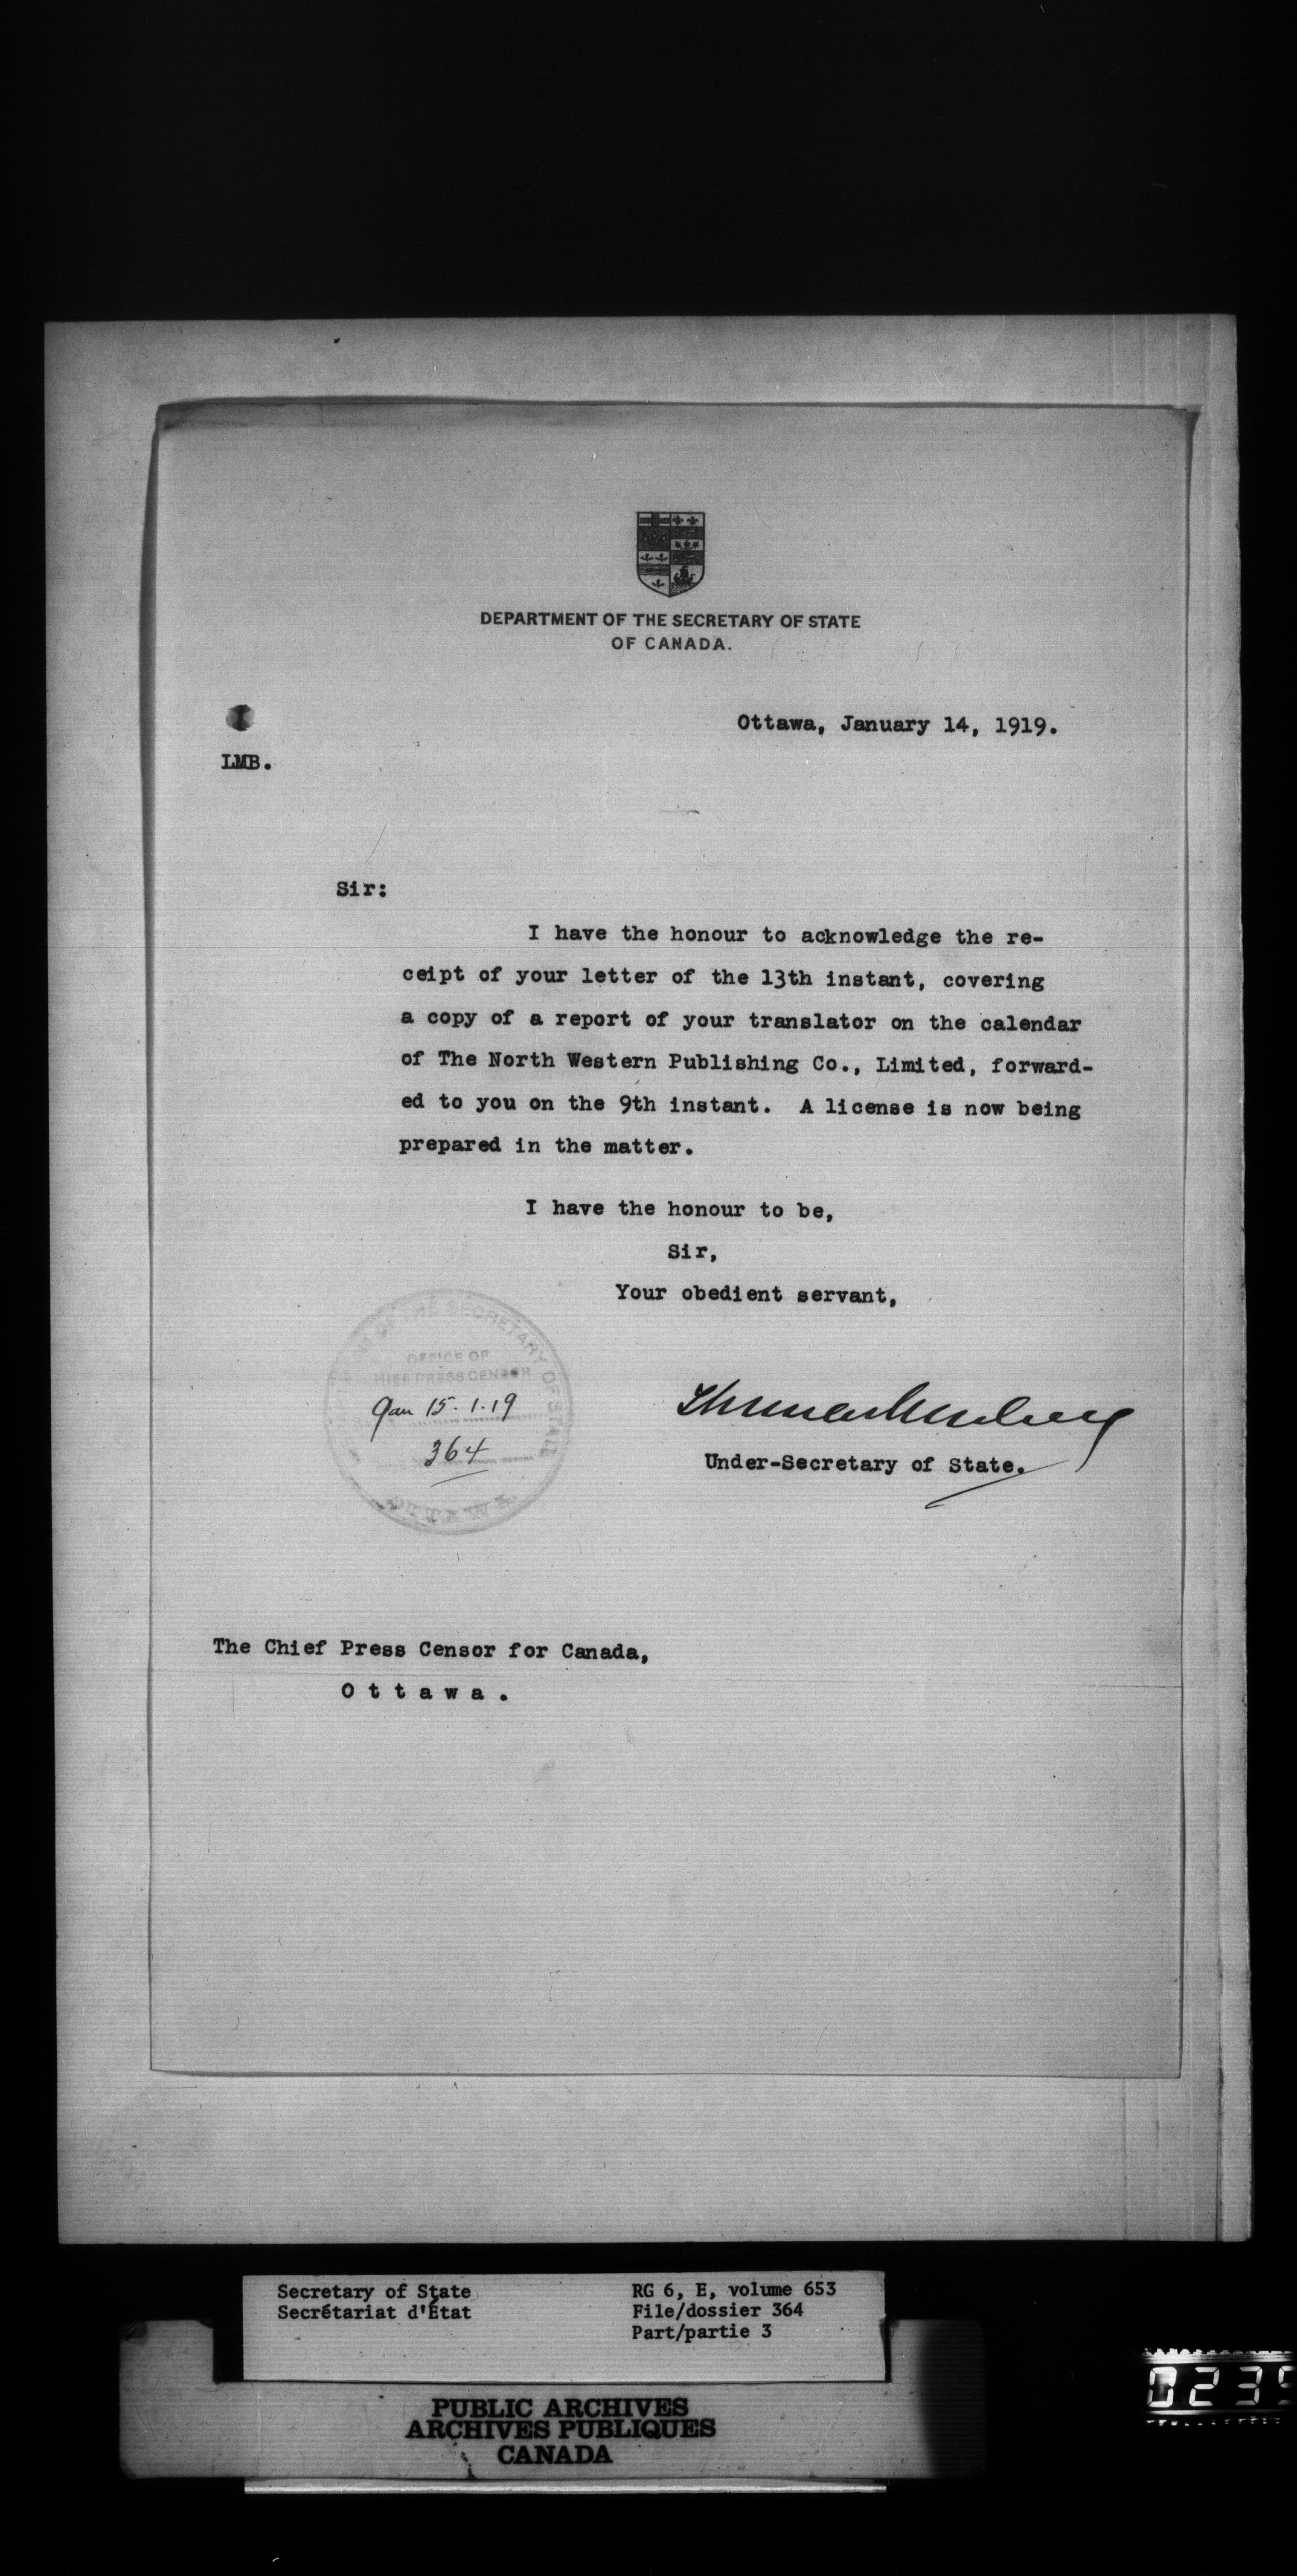 DEPARTMENT OF THE SECRETARY OF STATE
OF CANADA.
Ottawa, January 14, 1919.
LMB.
Sir:
I have the honour to acknowledge the re-
ceipt of your letter of the 13th instant, covering
a copy of a report of your translator on the calendar
of The North Western Publishing Co., Limited, forward-
ed to you on the 9th instant. A license is now being
prepared in the matter.
I have the honour to be,
Sir,
Your obedient servant,
THE SECRETARY OF STATE
OFFICE OF
CHIEF PRESS CENSOR
Jan 15.1.19
364
OTTAWA
Under-Secretary of State.
The Chief Press Censor for Canada,
Ottawa.
Secretary of State
Secrétariat d'État
RG 6, E, volume 653
File/dossier 364
Part/partie 3
PUBLIC ARCHIVES
ARCHIVES PUBLIQUES
CANADA